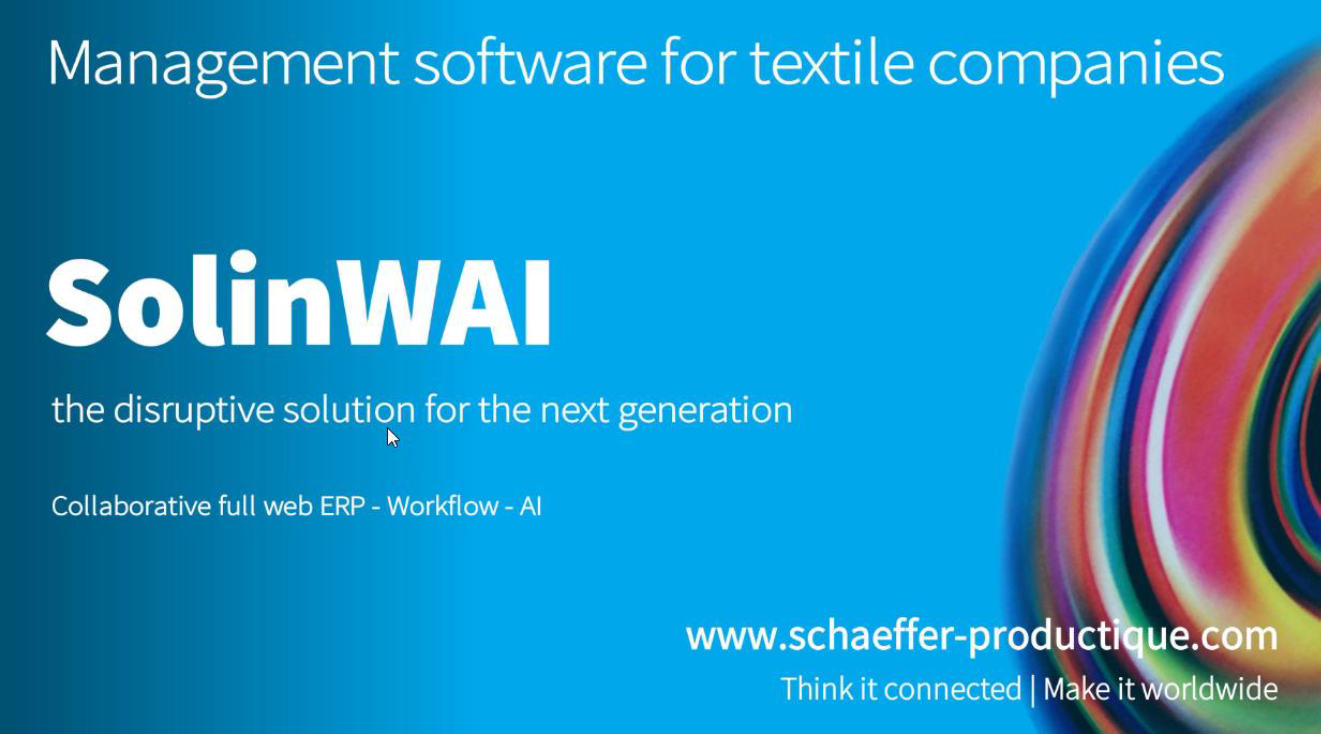 Management software for textile companies
SolinWAI
the disruptive solution for the next generation
Collaborative full web ERP - Workflow - AI
www.schaeffer-productique.com
Think it connected | Make it worldwide